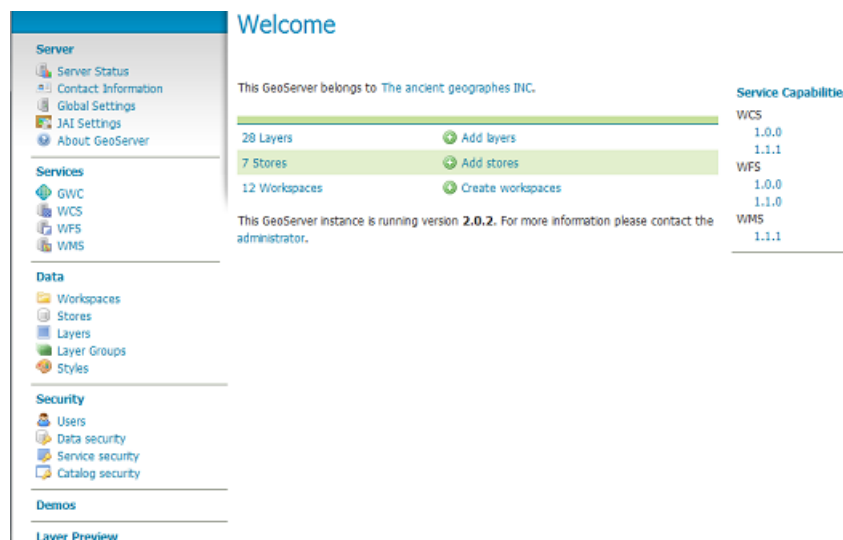 Welcome
Server
Server Status
Contact Information
Global Settings
JAI Settings
About GeoServer
Services
GWC
WCS
WFS
WMS
Data
Workspaces
Stores
Layers
Layer Groups
Styles
Security
Users
Data security
Service security
Catalog security
Demos
Layer Preview
This GeoServer belongs to The ancient geographes INC.
28 Layers Add layers
7 Stores Add stores
12 Workspaces Create workspaces
This GeoServer instance is running version 2.0.2. For more information please contact the
administrator.
Service Capabilitie
WCS
1.0.0
1.1.1
WFS
1.0.0
1.1.0
WMS
1.1.1